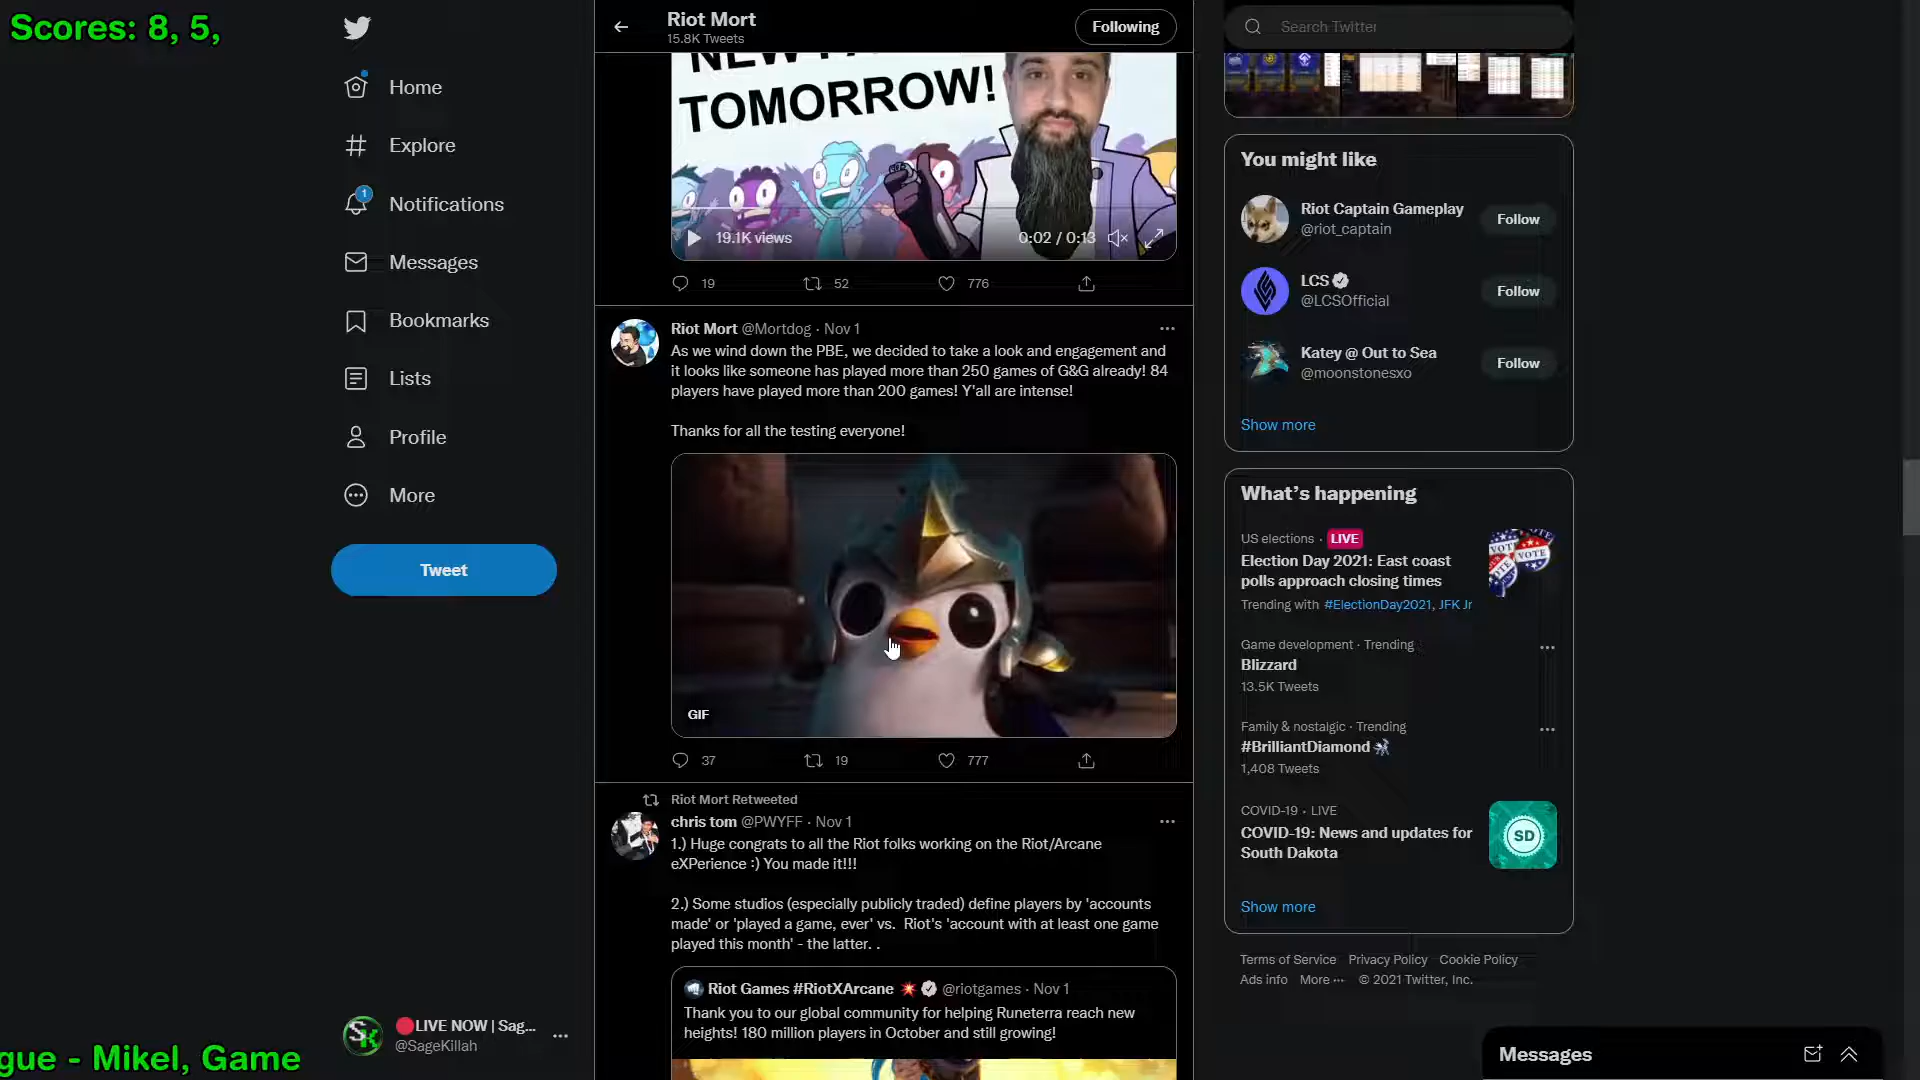 Scores: 8, 5,
Home
Explore
1
Notifications
Messages
Bookmarks
Lists
Profile
More
Tweet
LIVE NOW | Sag...
@SageKillah
gue - Mikel, Game
Riot Mort
15.8K Tweets
Following
TOMORROW!
19.1K views
0:02 / 0:13
19
52
776
Riot Mort @Mortdog · Nov 1
As we wind down the PBE, we decided to take a look and engagement and
it looks like someone has played more than 250 games of G&G already! 84
players have played more than 200 games! Y'all are intense!
Thanks for all the testing everyone!
GIF
37
19
777
Riot Mort Retweeted
chris tom @PWYFF · Nov 1
1.) Huge congrats to all the Riot folks working on the Riot/Arcane
eXPerience :) You made it!!!
2.) Some studios (especially publicly traded) define players by 'accounts
made' or 'played a game, ever' vs. Riot's 'account with at least one game
played this month' - the latter. .
Riot Games #RiotXArcane @riotgames · Nov 1
Thank you to our global community for helping Runeterra reach new
heights! 180 million players in October and still growing!
Search Twitter
You might like
Riot Captain Gameplay
@riot_captain
Follow
LCS
@LCSOfficial
Follow
Katey @ Out to Sea
@moonstonesxo
Follow
Show more
What's happening
US elections · LIVE
Election Day 2021: East coast
polls approach closing times
Trending with #ElectionDay2021, JFK Jr
VOTE
VOTE
Game development · Trending
Blizzard
13.5K Tweets
Family & nostalgic · Trending
#BrilliantDiamond
1,408 Tweets
COVID-19 · LIVE
COVID-19: News and updates for
South Dakota
SD
Show more
Terms of Service Privacy Policy Cookie Policy
Ads info More ··· © 2021 Twitter, Inc.
Messages